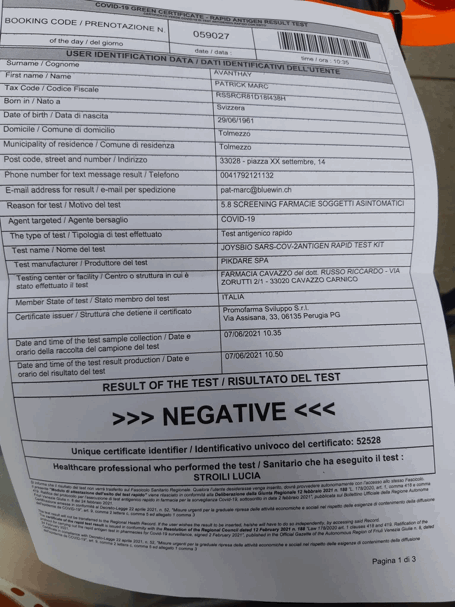 COVID-19 GREEN CERTIFICATE - RAPID ANTIGEN RESULT TEST
BOOKING CODE / PRENOTAZIONE N. 059027
of the day / del giorno date / data : time / ora : 10:35
USER IDENTIFICATION DATA / DATI IDENTIFICATIVI DELL'UTENTE
Surname / Cognome AVANTHAY
First name / Name PATRICK MARC
Tax Code / Codice Fiscale
Born in / Nato a Svizzera
Date of birth / Data di nascita 29/06/1961
Domicile / Comune di domicilio Tolmezzo
Municipality of residence / Comune di residenza Tolmezzo
Post code, street and number / Indirizzo 33028 - piazza XX settembre, 14
Phone number for text message result / Telefono 0041792121132
E-mail address for result / e-mail per spedizione pat-marc@bluewin.ch
Reason for test / Motivo del test 5.8 SCREENING FARMACIE SOGGETTI ASINTOMATICI
Agent targeted / Agente bersaglio COVID-19
The type of test / Tipologia di test effettuato Test antigenico rapido
Test name / Nome del test JOYSBIO SARS-COV-2ANTIGEN RAPID TEST KIT
Test manufacturer / Produttore del test PIKDARE SPA
Testing center or facility / Centro o struttura in cui è FARMACIA CAVAZZO del dott. RUSSO RICCARDO - VIA
stato effettuato il test ZORUTTI 2/1 - 33020 CAVAZZO CARNICO
Member State of test / Stato membro del test ITALIA
Certificate issuer / Struttura che detiene il certificato Promofarma Sviluppo S.r.l.
Via Assisana, 33, 06135 Perugia PG
Date and time of the test sample collection / Data e 07/06/2021 10.35
orario della raccolta del campione del test
Date and time of the test result production / Data e 07/06/2021 10.50
orario del risultato del test
RESULT OF THE TEST / RISULTATO DEL TEST
>>> NEGATIVE <<<
Unique certificate identifier / Identificativo univoco del certificato: 52528
Healthcare professional who performed the test / Sanitario che ha eseguito il test :
STROILI LUCIA
Pagina 1 di 3